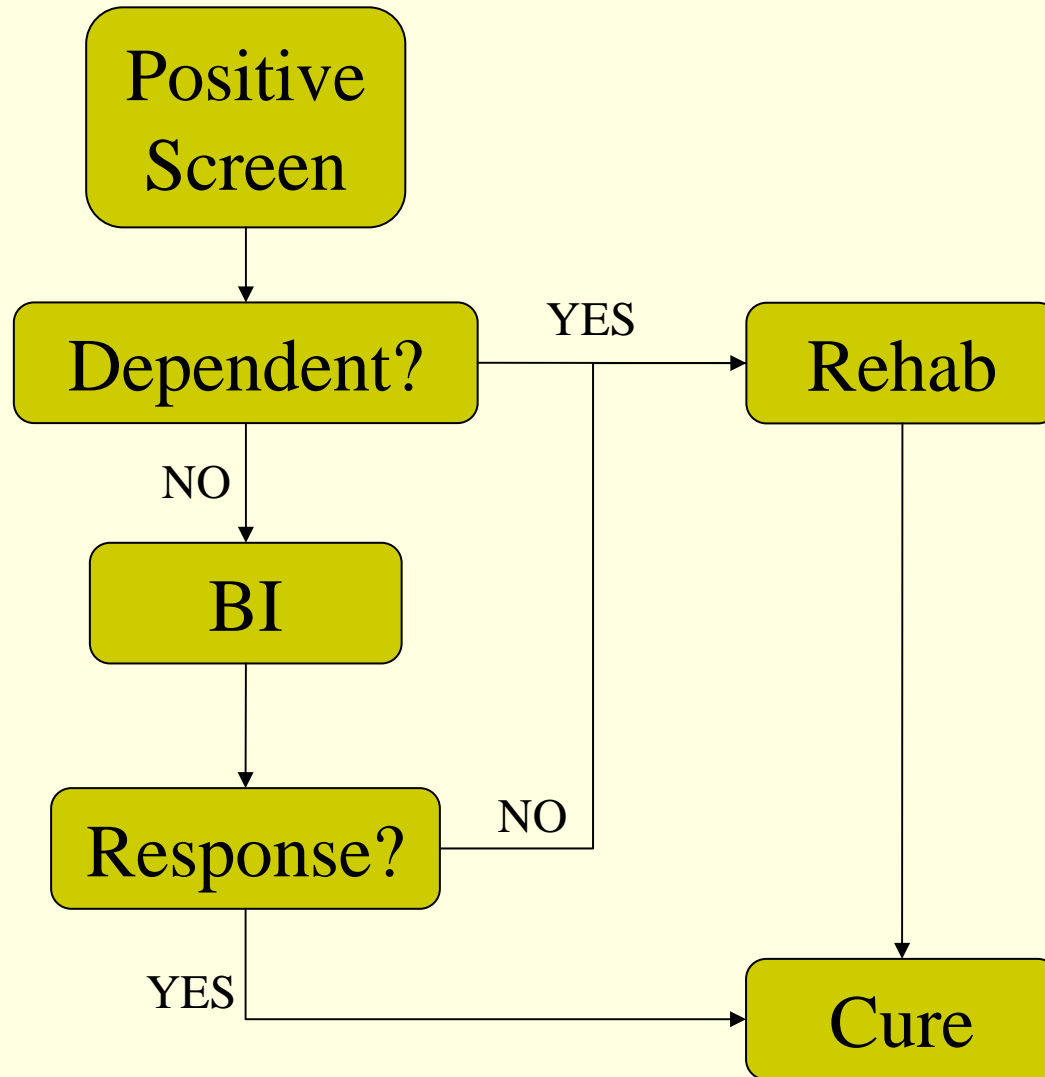 Positive
Screen
YES
Dependent?
Rehab
NO
BI
NO
Response?
YES
Cure